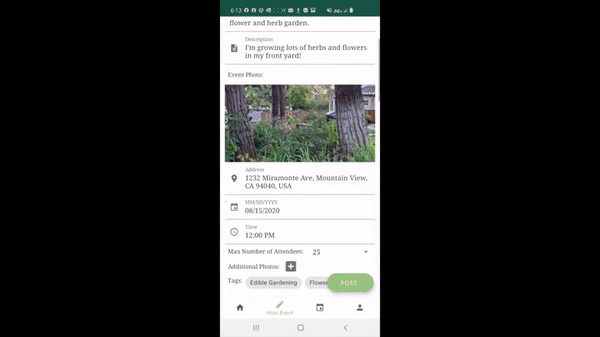 6:13
flower and herb garden.
Description
I'm growing lots of herbs and flowers
in my front yard!
Event Photo:
Address
1232 Miramonte Ave, Mountain View,
CA 94040, USA
MM/DD/YYYY
08/15/2020
Time
12:00 PM
Max Number of Attendees: 25
Additional Photos:
Tags: Edible Gardening Flower POST
Host Event